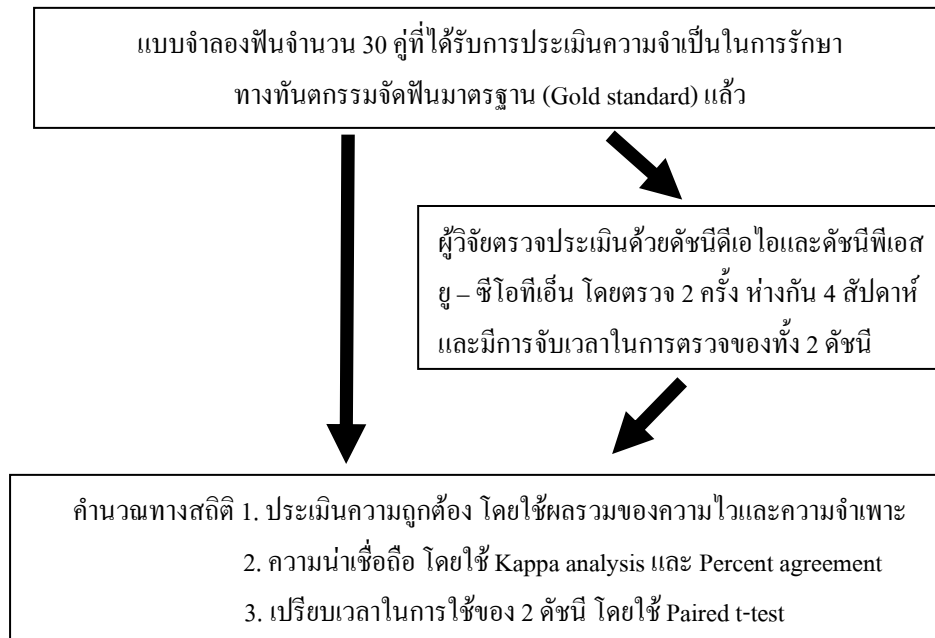 แบบจำลองฟันจำนวน 30 คู่ที่ได้รับการประเมินความจำเป็นในการรักษา
ทางทันตกรรมจัดฟันมาตรฐาน (Gold standard) แล้ว
ผู้วิจัยตรวจประเมินด้วยดัชนีดีเอไอและดัชนีพีเอส
ยู – ซีโอทีเอ็น โดยตรวจ 2 ครั้ง ห่างกัน 4 สัปดาห์
และมีการจับเวลาในการตรวจของทั้ง 2 ดัชนี
คำนวณทางสถิติ 1. ประเมินความถูกต้อง โดยใช้ผลรวมของความไวและความจำเพาะ
2. ความน่าเชื่อถือ โดยใช้ Kappa analysis และ Percent agreement
3. เปรียบเวลาในการใช้ของ 2 ดัชนี โดยใช้ Paired t-test